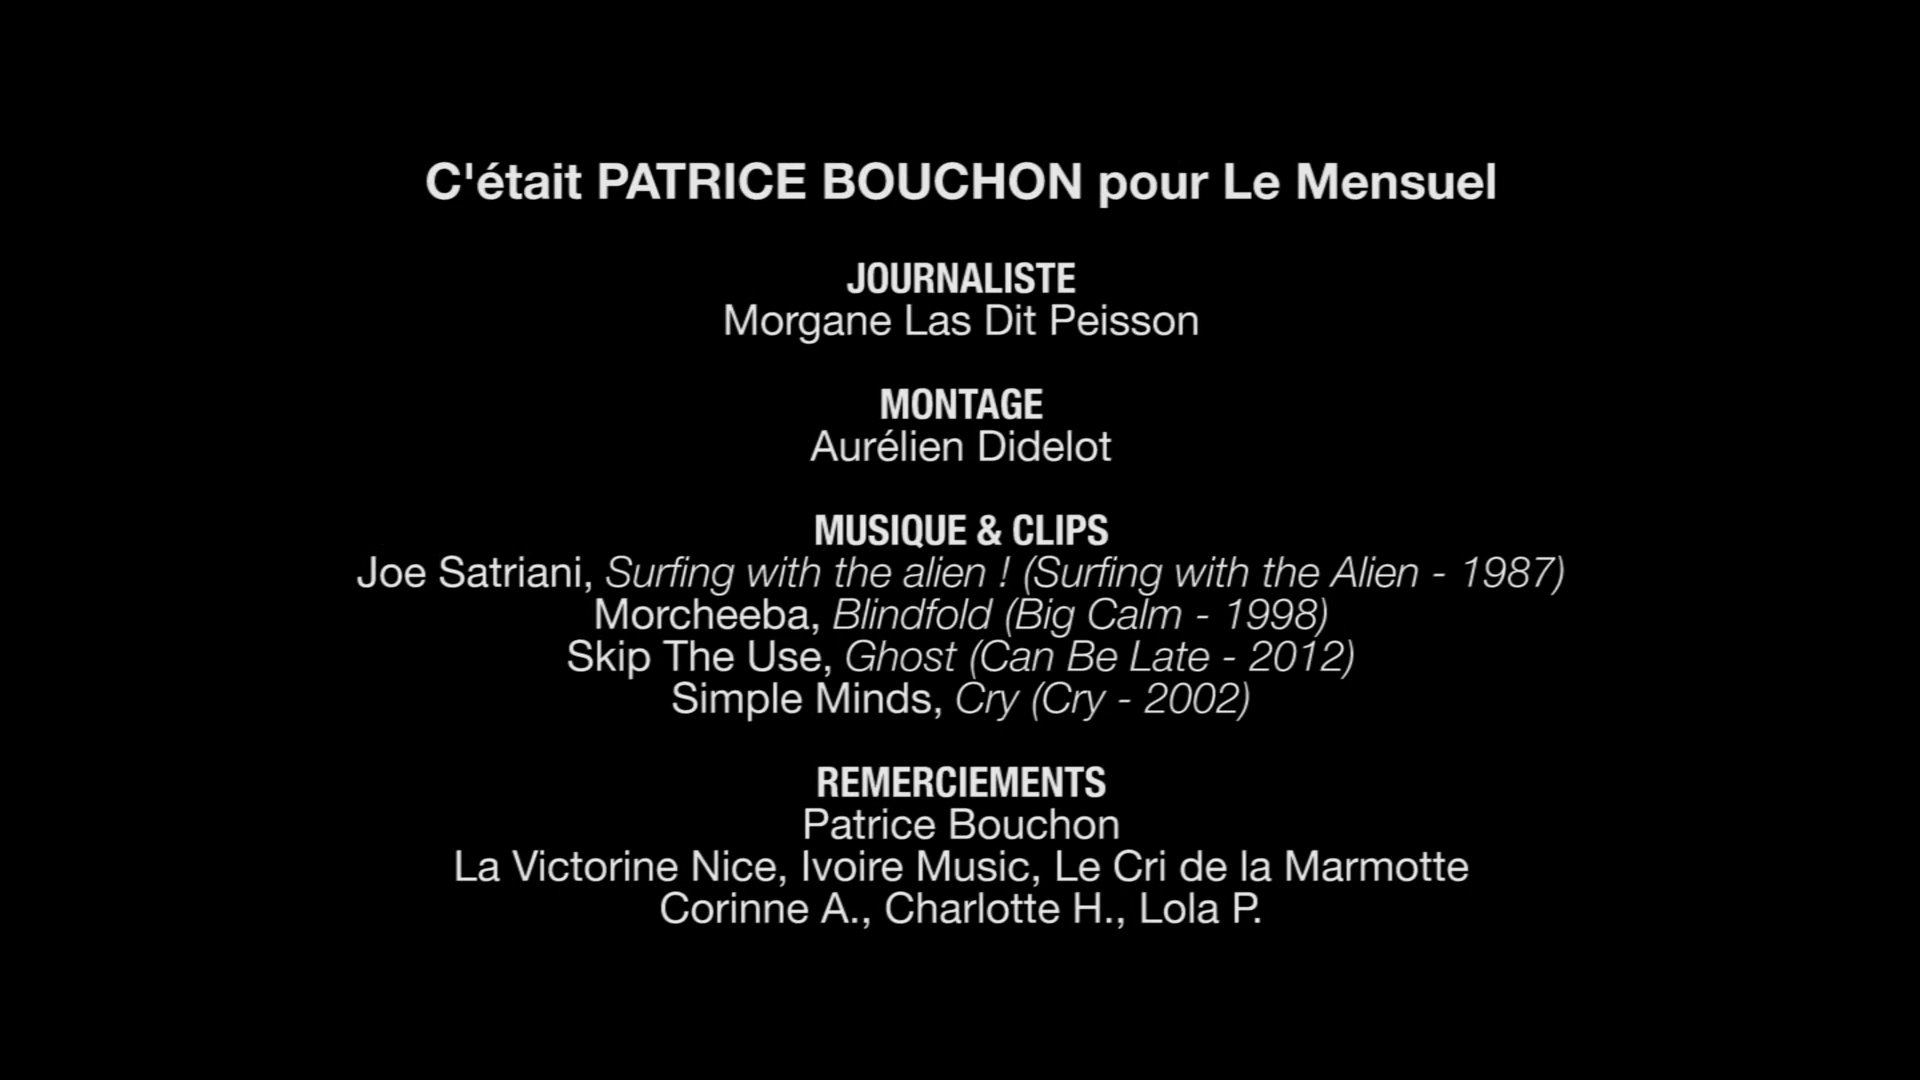 C'était PATRICE BOUCHON pour Le Mensuel
JOURNALISTE
Morgane Las Dit Peisson
MONTAGE
Aurélien Didelot
MUSIQUE & CLIPS
Joe Satriani, Surfing with the alien ! (Surfing with the Alien - 1987)
Morcheeba, Blindfold (Big Calm - 1998)
Skip The Use, Ghost (Can Be Late - 2012)
Simple Minds, Cry (Cry - 2002)
REMERCIEMENTS
Patrice Bouchon
La Victorine Nice, Ivoire Music, Le Cri de la Marmotte
Corinne A., Charlotte H., Lola P.